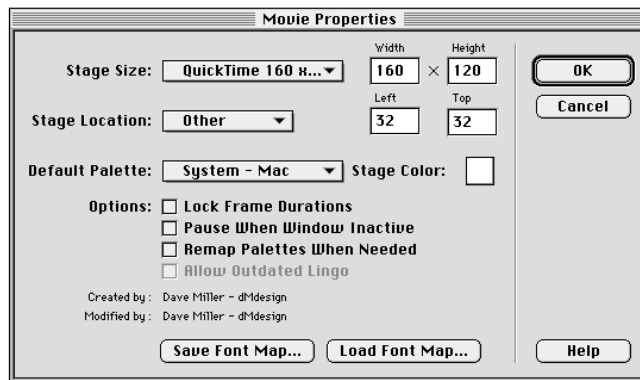 Movie Properties
Width Height
Stage Size: QuickTime 160 x... 160 × 120 OK
Left Top
Cancel
Stage Location: Other 32 32
Default Palette: System - Mac Stage Color:
Options: Lock Frame Durations
Pause When Window Inactive
Remap Palettes When Needed
Allow Outdated Lingo
Created by: Dave Miller - dMdesign
Modified by: Dave Miller - dMdesign
Save Font Map... Load Font Map... Help